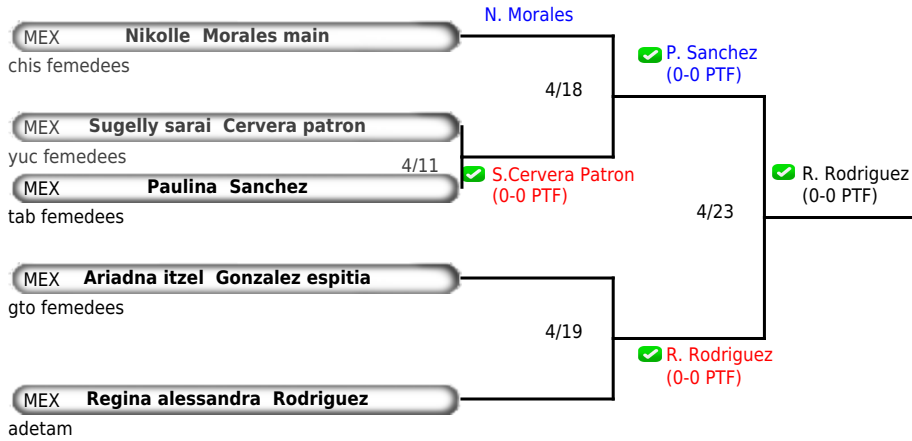 N. Morales
MEX Nikolle Morales main
chis femedees
P. Sanchez
(0-0 PTF)
4/18
MEX Sugelly sarai Cervera patron
yuc femedees
4/11
S.Cervera Patron
(0-0 PTF)
MEX Paulina Sanchez
tab femedees
R. Rodriguez
(0-0 PTF)
4/23
MEX Ariadna itzel Gonzalez espitia
gto femedees
4/19
R. Rodriguez
(0-0 PTF)
MEX Regina alessandra Rodriguez
adetam